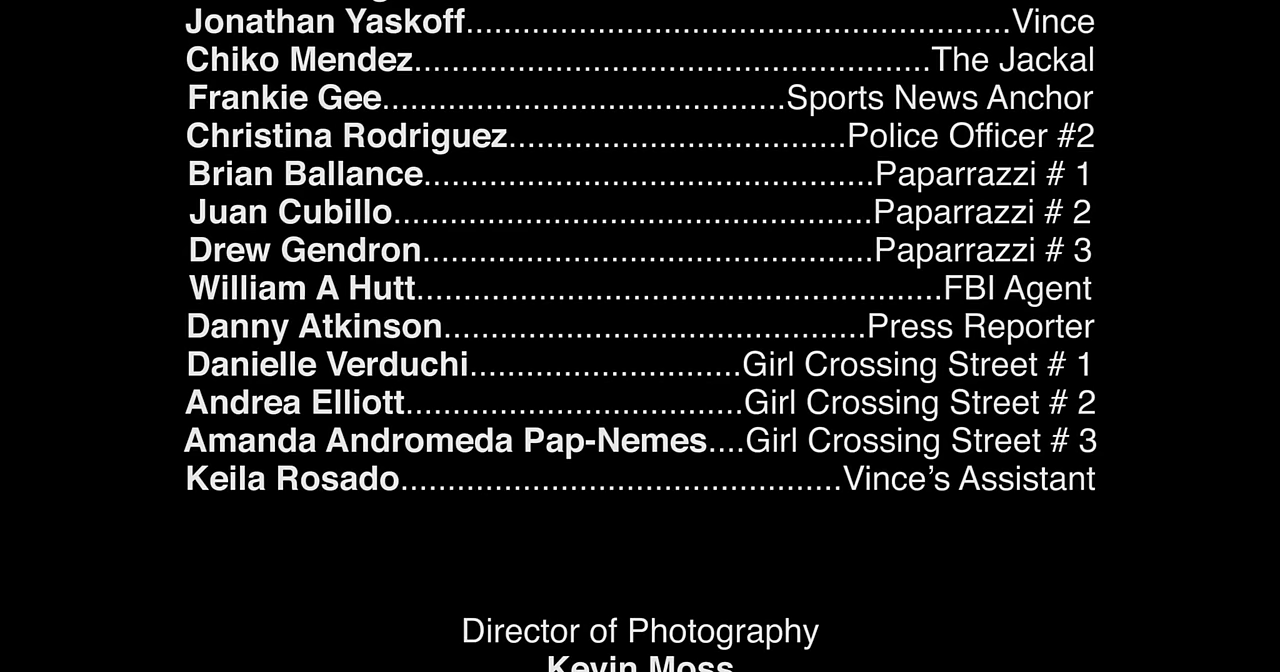 Jonathan Yaskoff..........................................................Vince
Chiko Mendez.......................................................The Jackal
Frankie Gee...........................................Sports News Anchor
Christina Rodriguez....................................Police Officer #2
Brian Ballance................................................Paparrazzi # 1
Juan Cubillo...................................................Paparrazzi # 2
Drew Gendron................................................Paparrazzi # 3
William A Hutt........................................................FBI Agent
Danny Atkinson.............................................Press Reporter
Danielle Verduchi.............................Girl Crossing Street # 1
Andrea Elliott....................................Girl Crossing Street # 2
Amanda Andromeda Pap-Nemes....Girl Crossing Street # 3
Keila Rosado...............................................Vince’s Assistant
Director of Photography
Kevin Moss